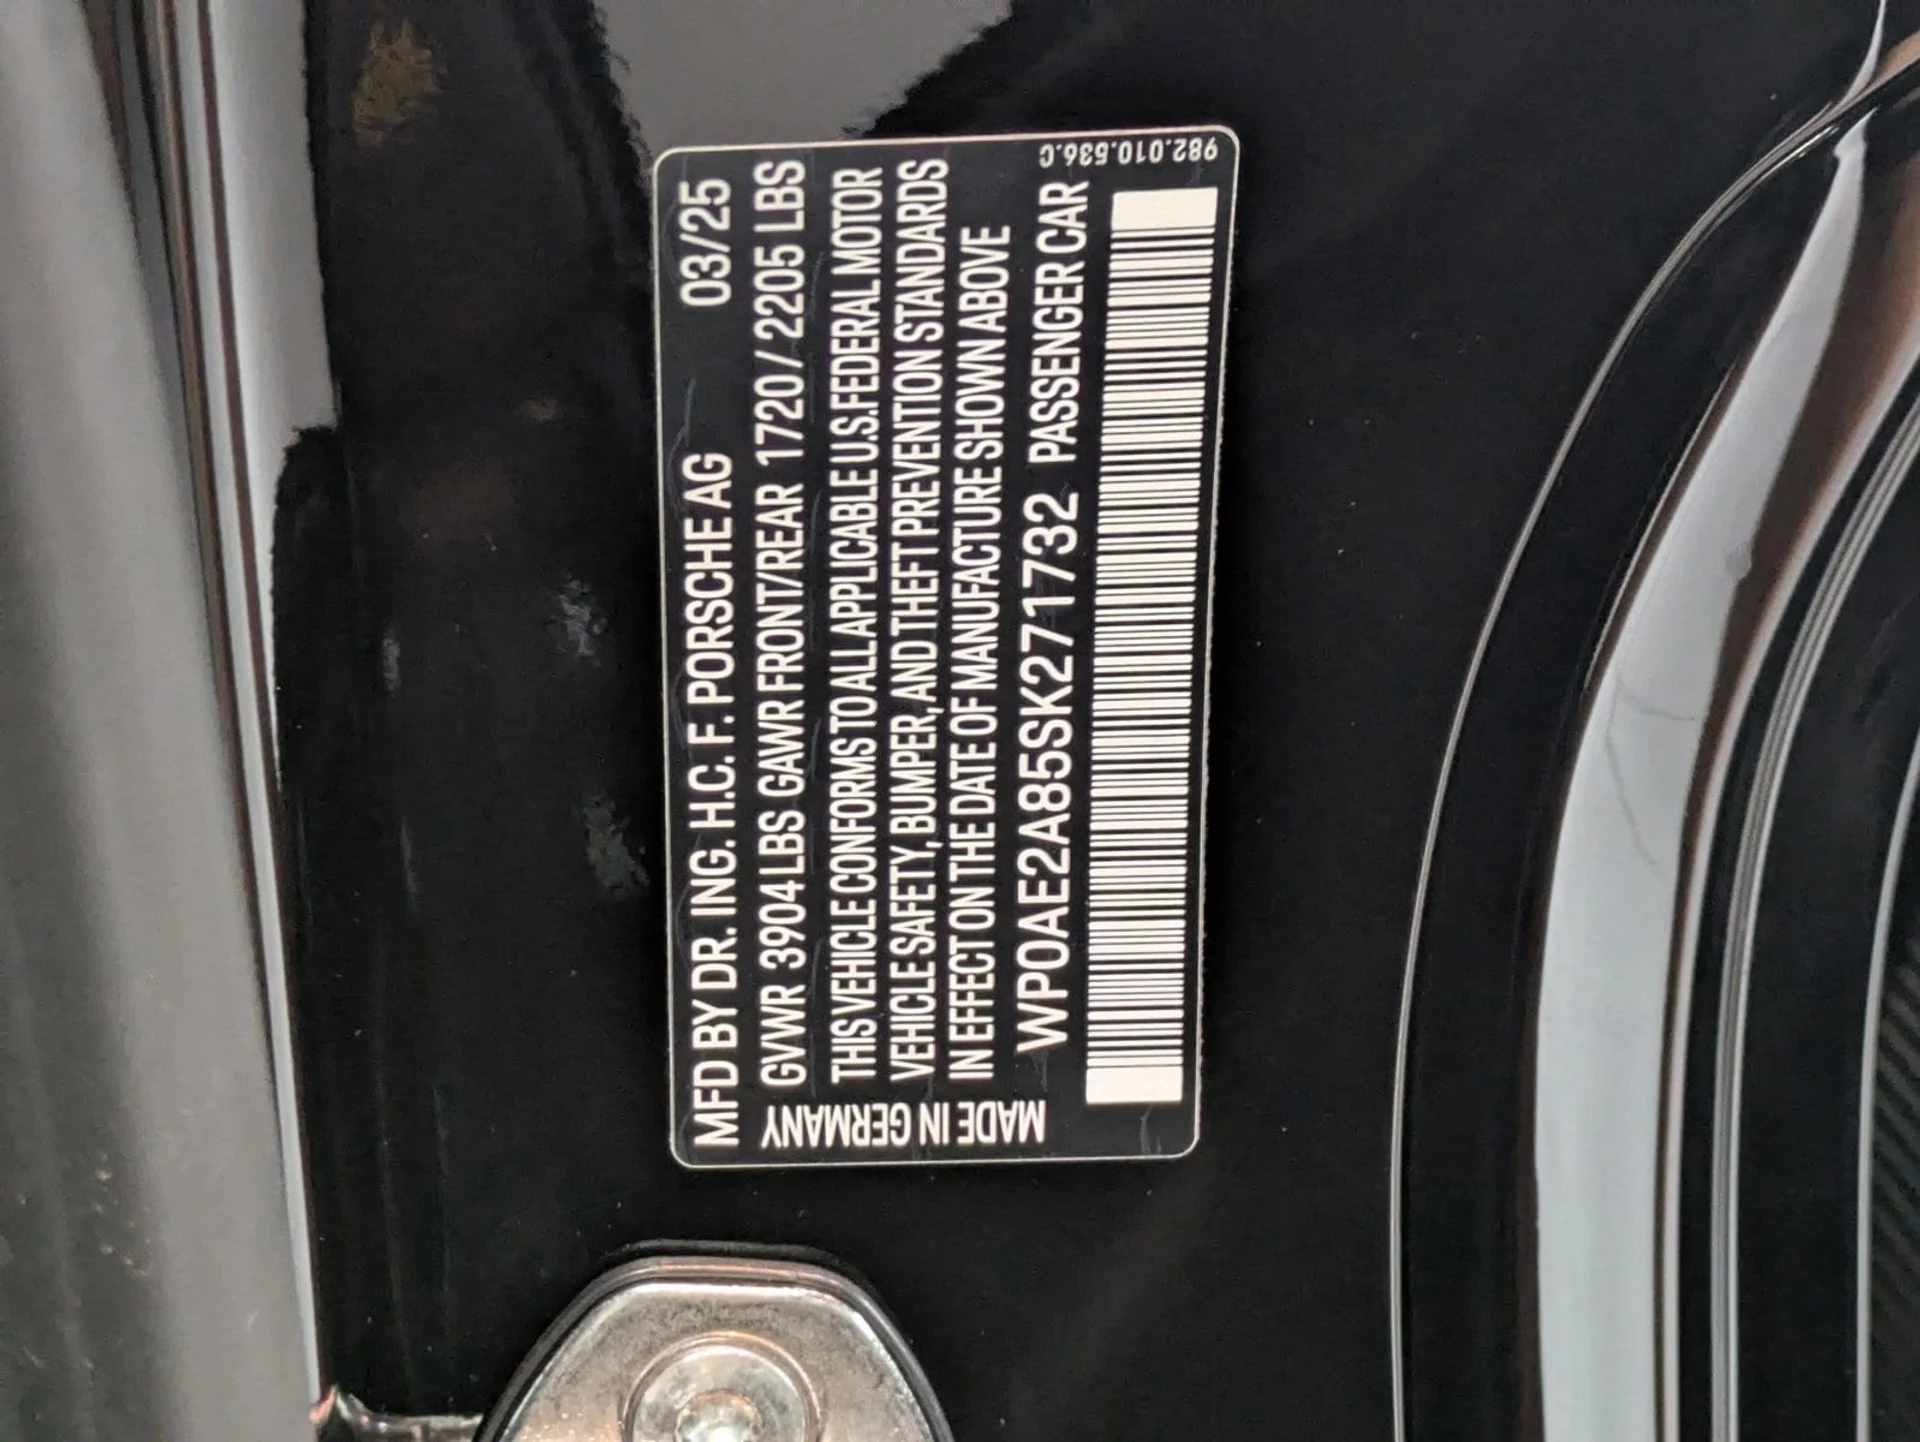 MFD BY DR. ING. H.C. F. PORSCHE AG 03/25
GVWR 3904 LBS GAWR FRONT/REAR 1720 / 2205 LBS
THIS VEHICLE CONFORMS TO ALL APPLICABLE U.S. FEDERAL MOTOR
VEHICLE SAFETY, BUMPER, AND THEFT PREVENTION STANDARDS
IN EFFECT ON THE DATE OF MANUFACTURE SHOWN ABOVE
WP0AE2A85SK271732 PASSENGER CAR
MADE IN GERMANY
982.010.536.C